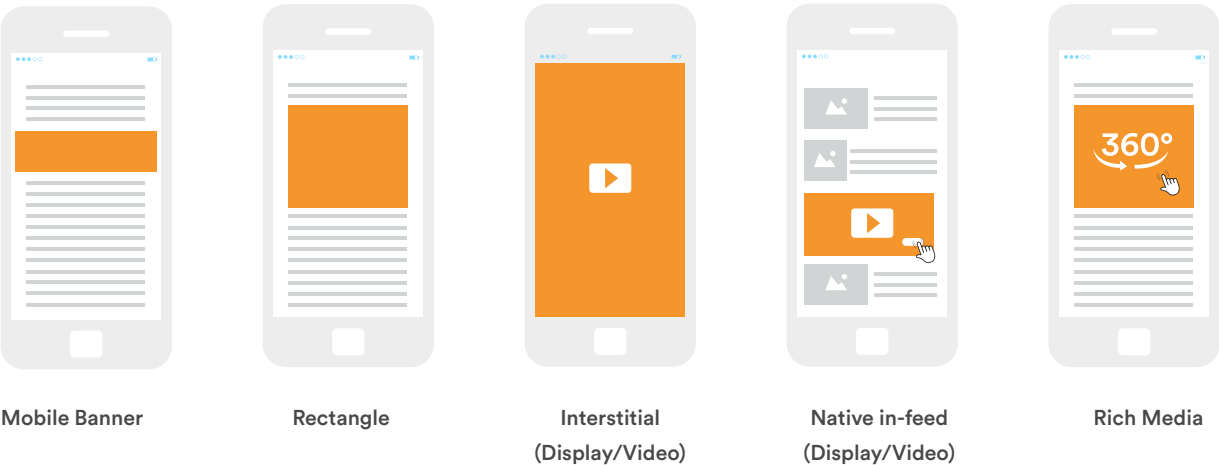 360°
Mobile Banner
Rectangle
Interstitial
(Display/Video)
Native in-feed
(Display/Video)
Rich Media